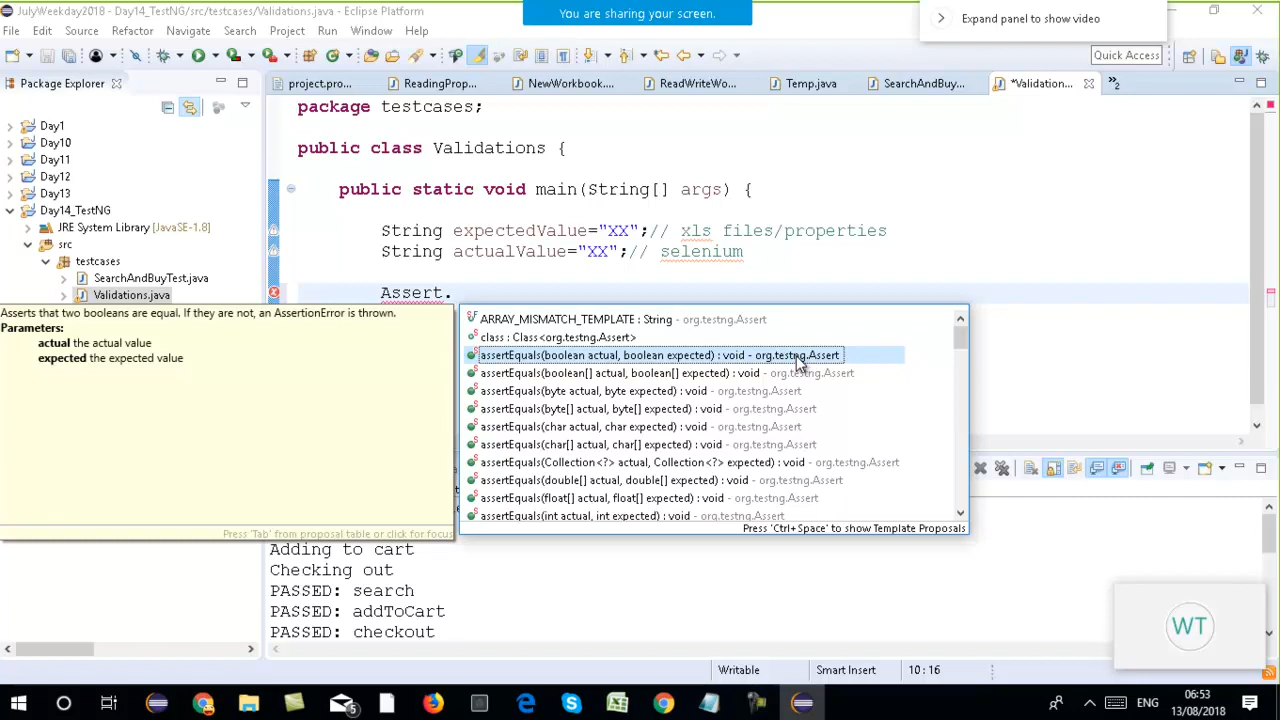 JulyWeekday2018 - Day14_TestNG/src/testcases/Validations.java - Eclipse Platform
You are sharing your screen.
Expand panel to show video
File Edit Source Refactor Navigate Search Project Run Window Help
Quick Access
Package Explorer
project.pro...
ReadingProp...
NewWorkbook....
ReadWriteWo...
Temp.java
SearchAndBuy...
*Validation...
»2
Day1
Day10
Day11
Day12
Day13
Day14_TestNG
JRE System Library [JavaSE-1.8]
src
testcases
SearchAndBuyTest.java
Validations.java
package testcases;
public class Validations {
public static void main(String[] args) {
String expectedValue="XX";// xls files/properties
String actualValue="XX";// selenium
Assert.
Asserts that two booleans are equal. If they are not, an AssertionError is thrown.
Parameters:
actual the actual value
expected the expected value
Press 'Tab' from proposal table or click for focus
ARRAY_MISMATCH_TEMPLATE : String - org.testng.Assert
class : Class<org.testng.Assert>
assertEquals(boolean actual, boolean expected) : void - org.testng.Assert
assertEquals(boolean[] actual, boolean[] expected) : void - org.testng.Assert
assertEquals(byte actual, byte expected) : void - org.testng.Assert
assertEquals(byte[] actual, byte[] expected) : void - org.testng.Assert
assertEquals(char actual, char expected) : void - org.testng.Assert
assertEquals(char[] actual, char[] expected) : void - org.testng.Assert
assertEquals(Collection<?> actual, Collection<?> expected) : void - org.testng.Assert
assertEquals(double[] actual, double[] expected) : void - org.testng.Assert
assertEquals(float[] actual, float[] expected) : void - org.testng.Assert
assertEquals(int actual, int expected) : void - org.testng.Assert
Press 'Ctrl+Space' to show Template Proposals
Adding to cart
Checking out
PASSED: search
PASSED: addToCart
PASSED: checkout
WT
Writable
Smart Insert
10 : 16
5
ENG
06:53
13/08/2018